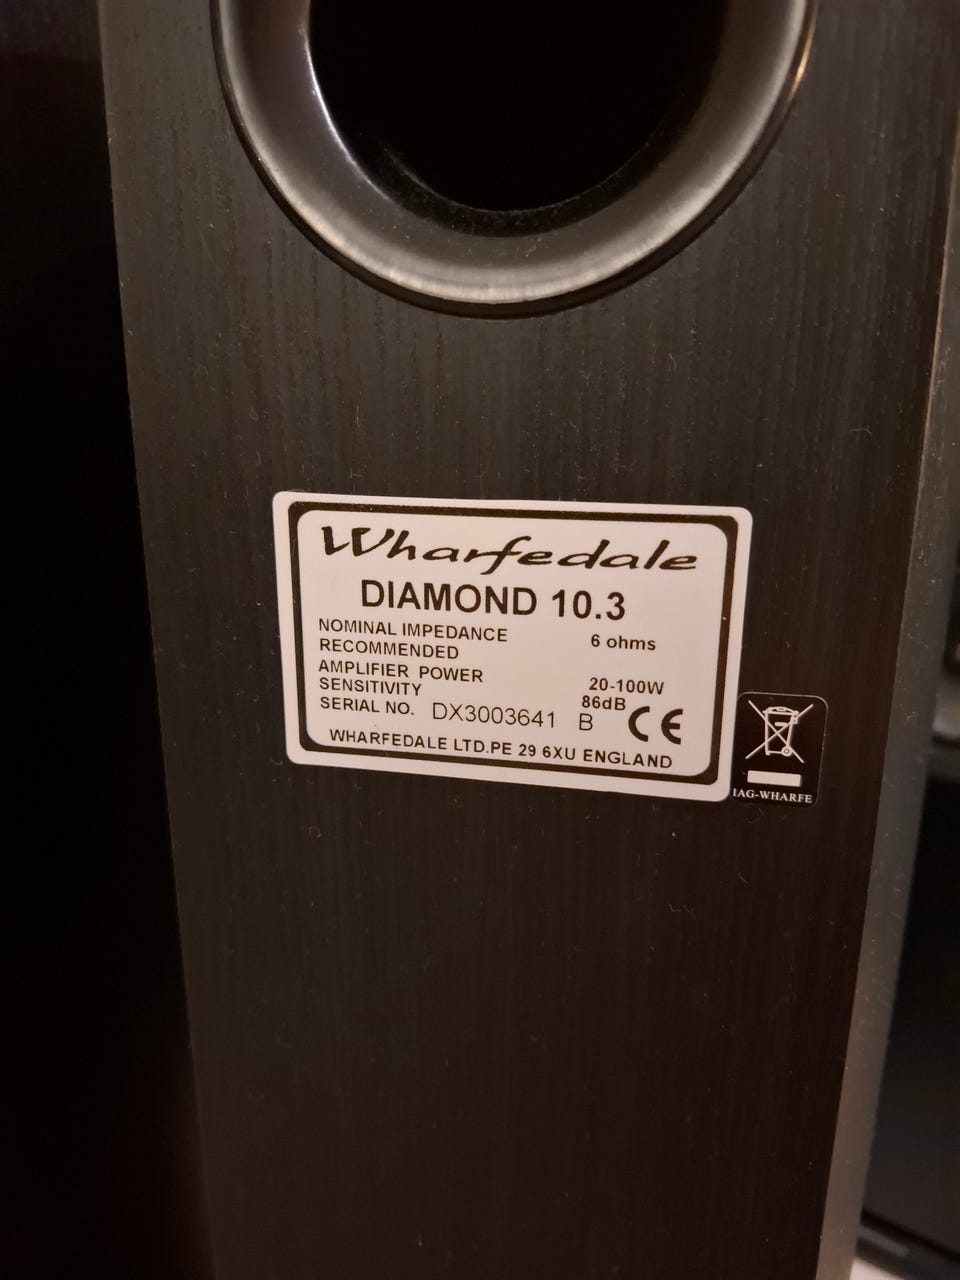 Wharfedale
DIAMOND 10.3
NOMINAL IMPEDANCE 6 ohms
RECOMMENDED
AMPLIFIER POWER 20-100W
SENSITIVITY 86dB
SERIAL NO. DX3003641 B CE
WHARFEDALE LTD.PE 29 6XU ENGLAND
IAG-WHARFE